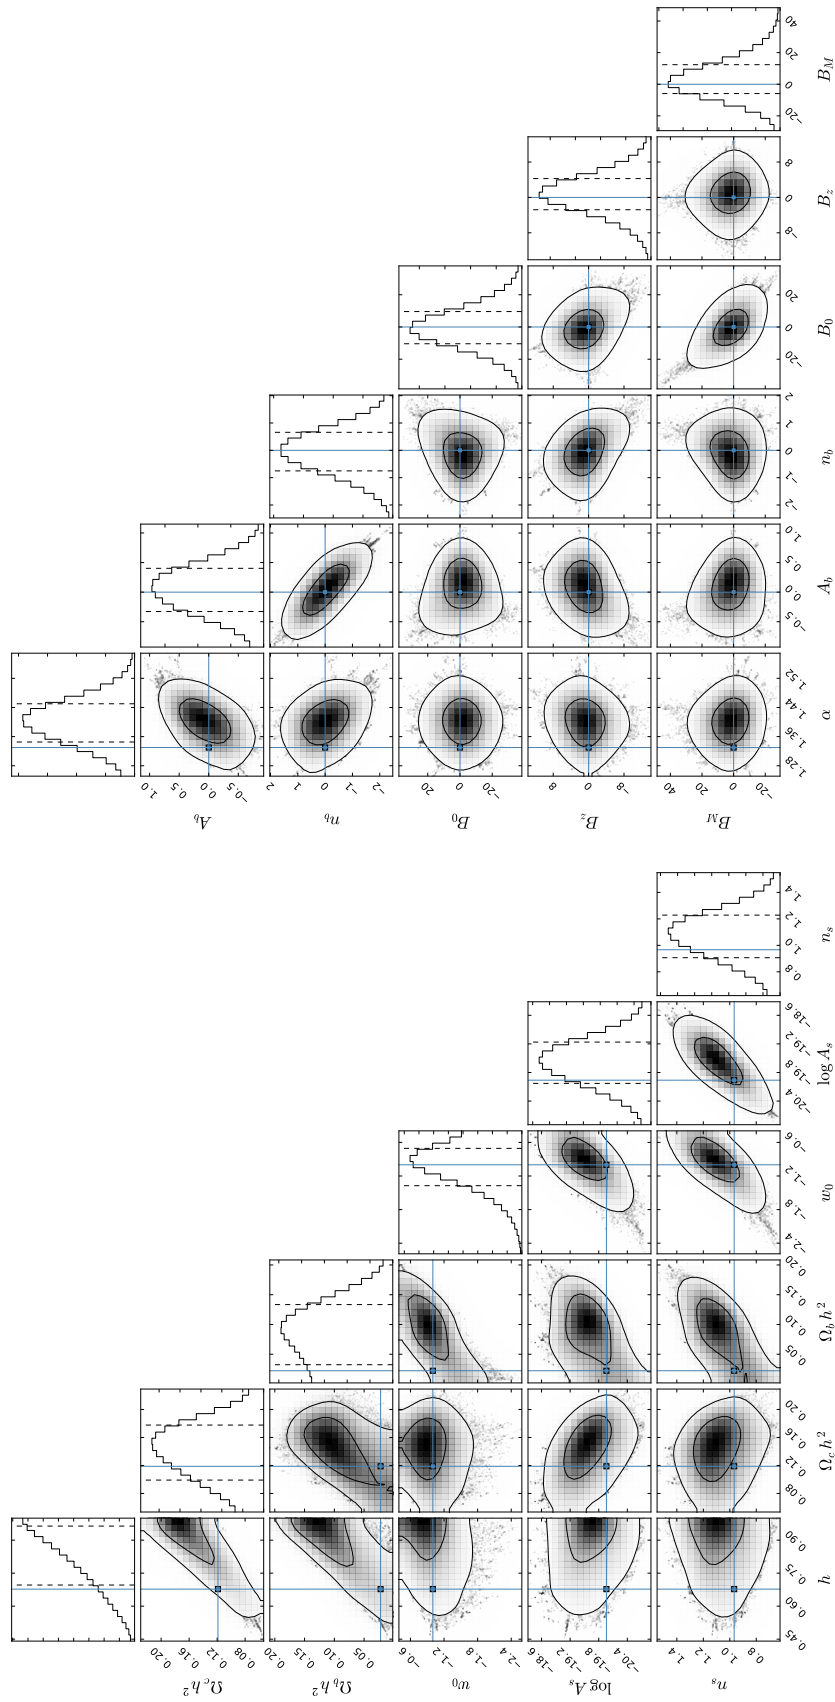 0.20 0.16 0.12 0.08
Ω_c h²
0.20 0.15 0.10 0.05
Ω_b h²
−0.6 −1.2 −1.8 −2.4
w₀
−18.6 −19.2 −19.8 −20.4
log A_s
1.4 1.2 1.0 0.8
n_s
0.45 0.60 0.75 0.90
h
0.08 0.12 0.16 0.20
Ω_c h²
0.05 0.10 0.15 0.20
Ω_b h²
−2.4 −1.8 −1.2 −0.6
w₀
−20.4 −19.8 −19.2 −18.6
log A_s
0.8 1.0 1.2 1.4
n_s
1.0 0.5 0.0 −0.5
A_b
2 1 0 −1 −2
n_b
20 0 −20
B₀
8 0 −8
B_z
40 20 0 −20
B_M
1.28 1.36 1.44 1.52
α
−0.5 0.0 0.5 1.0
A_b
−2 −1 0 1 2
n_b
−20 0 20
B₀
−8 0 8
B_z
−20 0 20 40
B_M